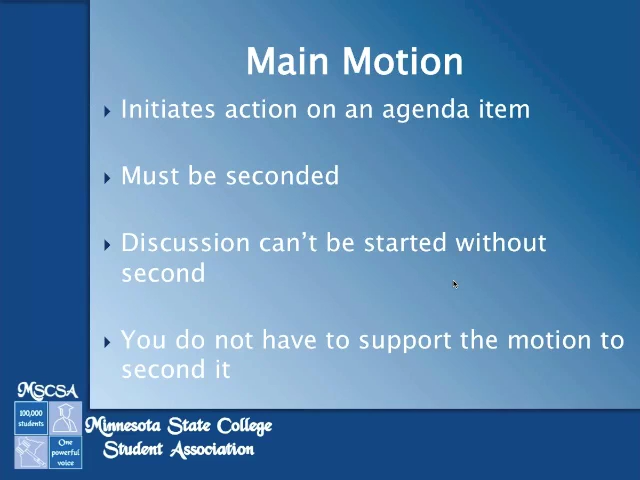 Main Motion
Initiates action on an agenda item
Must be seconded
Discussion can't be started without
second
You do not have to support the motion to
second it
MSCSA
100,000
students
One
powerful
voice
Minnesota State College
Student Association